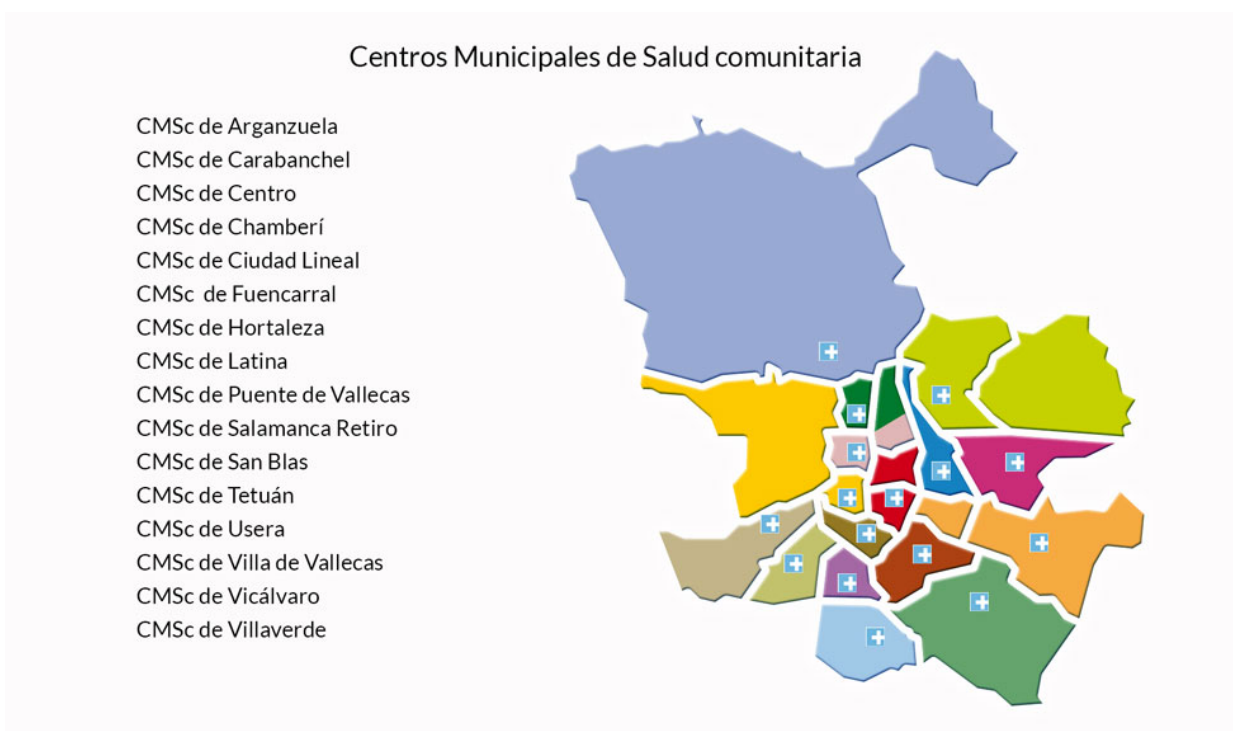 Centros Municipales de Salud comunitaria
CMSc de Arganzuela
CMSc de Carabanchel
CMSc de Centro
CMSc de Chamberí
CMSc de Ciudad Lineal
CMSc  de Fuencarral
CMSc de Hortaleza
CMSc de Latina
CMSc de Puente de Vallecas
CMSc de Salamanca Retiro
CMSc de San Blas
CMSc de Tetuán
CMSc de Usera
CMSc de Villa de Vallecas
CMSc de Vicálvaro
CMSc de Villaverde